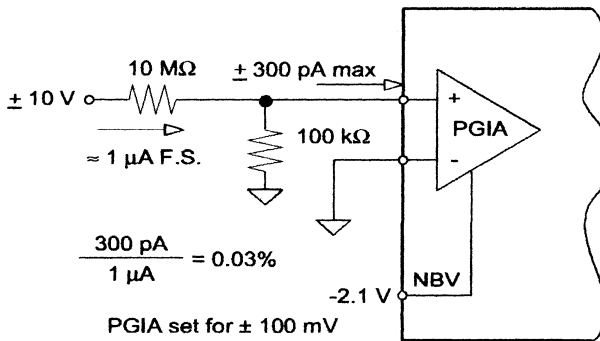 10 MΩ
± 300 pA max
± 10 V
+
PGIA
≈ 1 μA F.S.
100 kΩ
-
300 pA
1 μA
= 0.03%
-2.1 V
NBV
PGIA set for ± 100 mV